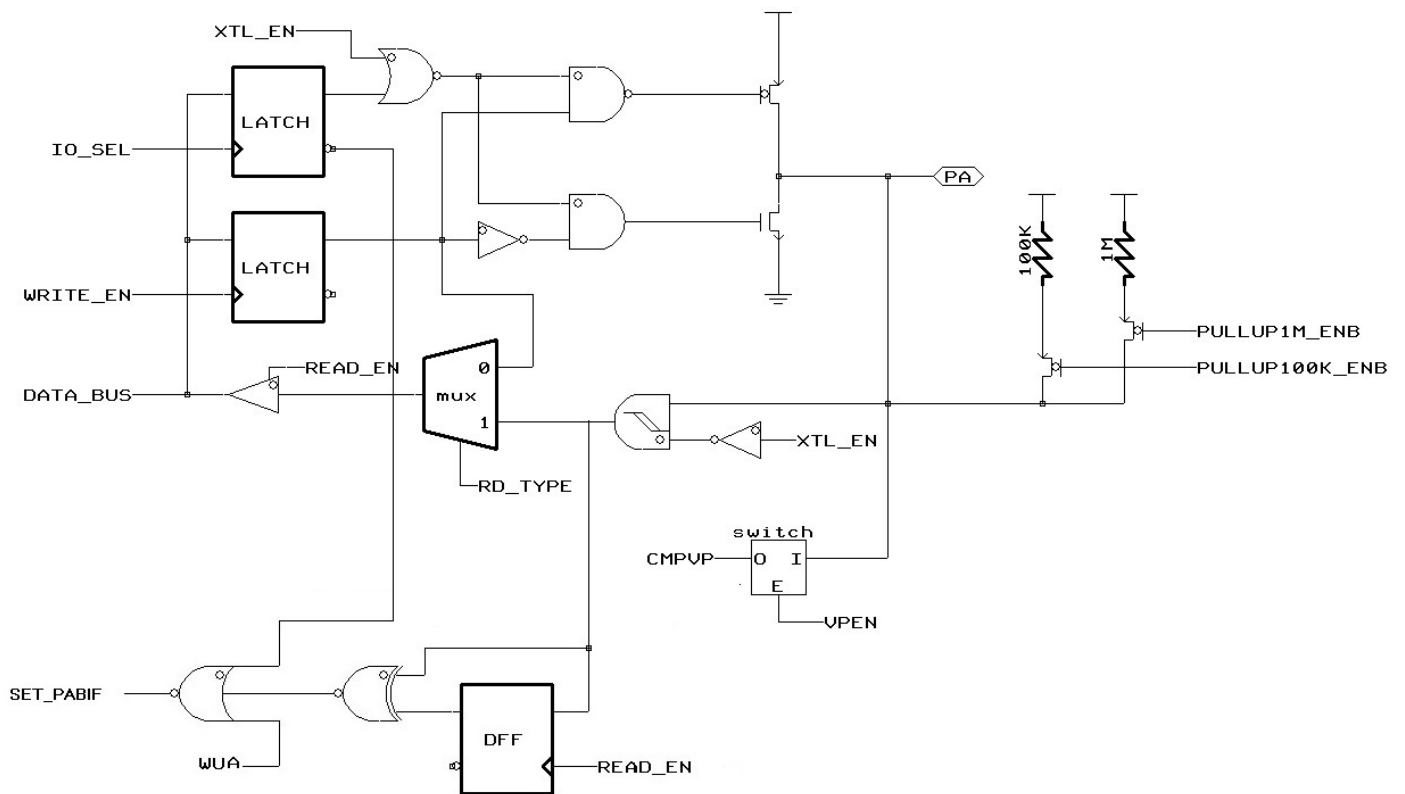 XTL_EN
LATCH
IO_SEL
PA
LATCH
WRITE_EN
100K
1M
PULLUP1M_ENB
READ_EN
0
PULLUP100K_ENB
DATA_BUS
mux
1
XTL_EN
RD_TYPE
switch
CMPVP
O I
E
VPEN
SET_PABIF
DFF
WUA
READ_EN